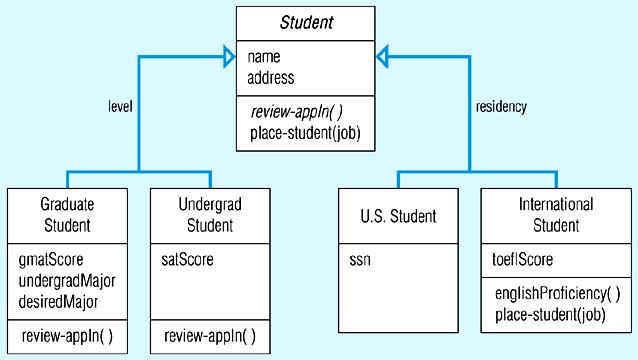 Student
name
address
review-appln( )
place-student(job)
level
residency
Graduate
Student
gmatScore
undergradMajor
desiredMajor
review-appln( )
Undergrad
Student
satScore
review-appln( )
U.S. Student
ssn
International
Student
toeflScore
englishProficiency( )
place-student(job)